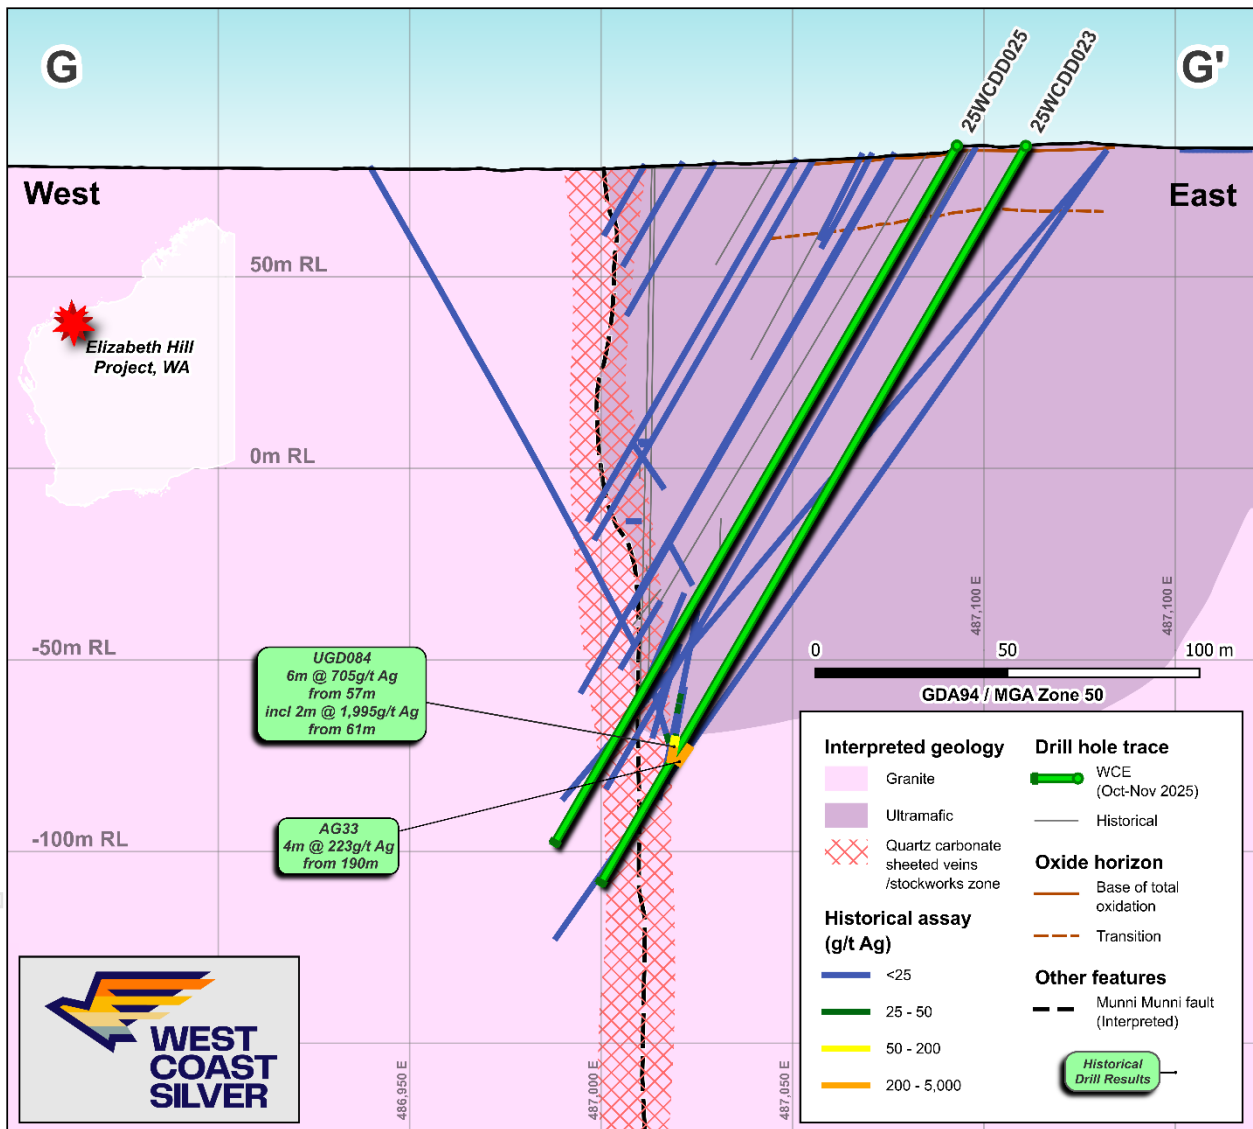 G
G'
25WCDD025
25WCDD023
West
East
50m RL
Elizabeth Hill
Project, WA
0m RL
-50m RL
-100m RL
UGD084
6m @ 705g/t Ag
from 57m
incl 2m @ 1,995g/t Ag
from 61m
AG33
4m @ 223g/t Ag
from 190m
487,100 E
487,100 E
0
50
100 m
GDA94 / MGA Zone 50
Interpreted geology
Granite
Ultramafic
Quartz carbonate
sheeted veins
/stockworks zone
Historical assay
(g/t Ag)
<25
25 - 50
50 - 200
200 - 5,000
Drill hole trace
WCE
(Oct-Nov 2025)
Historical
Oxide horizon
Base of total
oxidation
Transition
Other features
Munni Munni fault
(Interpreted)
Historical
Drill Results
486,950 E
487,000 E
487,050 E
WEST
COAST
SILVER